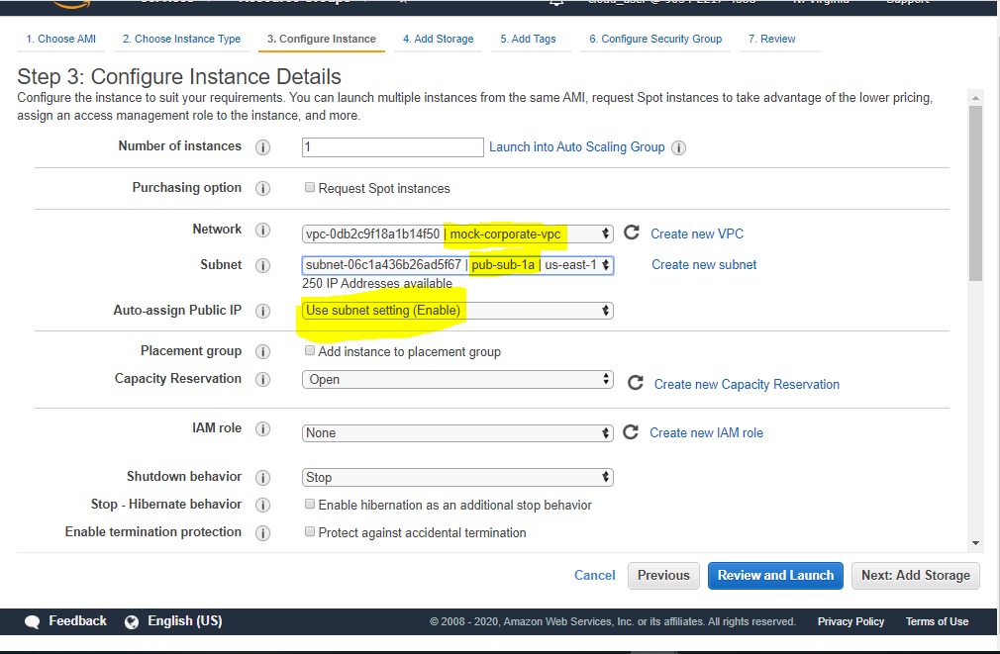 1. Choose AMI 2. Choose Instance Type 3. Configure Instance 4. Add Storage 5. Add Tags 6. Configure Security Group 7. Review
Step 3: Configure Instance Details
Configure the instance to suit your requirements. You can launch multiple instances from the same AMI, request Spot instances to take advantage of the lower pricing,
assign an access management role to the instance, and more.
Number of instances 1 Launch into Auto Scaling Group
Purchasing option Request Spot instances
Network vpc-0db2c9f18a1b14f50 | mock-corporate-vpc Create new VPC
Subnet subnet-06c1a436b26ad5f67 | pub-sub-1a | us-east-1 Create new subnet
250 IP Addresses available
Auto-assign Public IP Use subnet setting (Enable)
Placement group Add instance to placement group
Capacity Reservation Open Create new Capacity Reservation
IAM role None Create new IAM role
Shutdown behavior Stop
Stop - Hibernate behavior Enable hibernation as an additional stop behavior
Enable termination protection Protect against accidental termination
Cancel Previous Review and Launch Next: Add Storage
Feedback English (US) © 2008 - 2020, Amazon Web Services, Inc. or its affiliates. All rights reserved. Privacy Policy Terms of Use